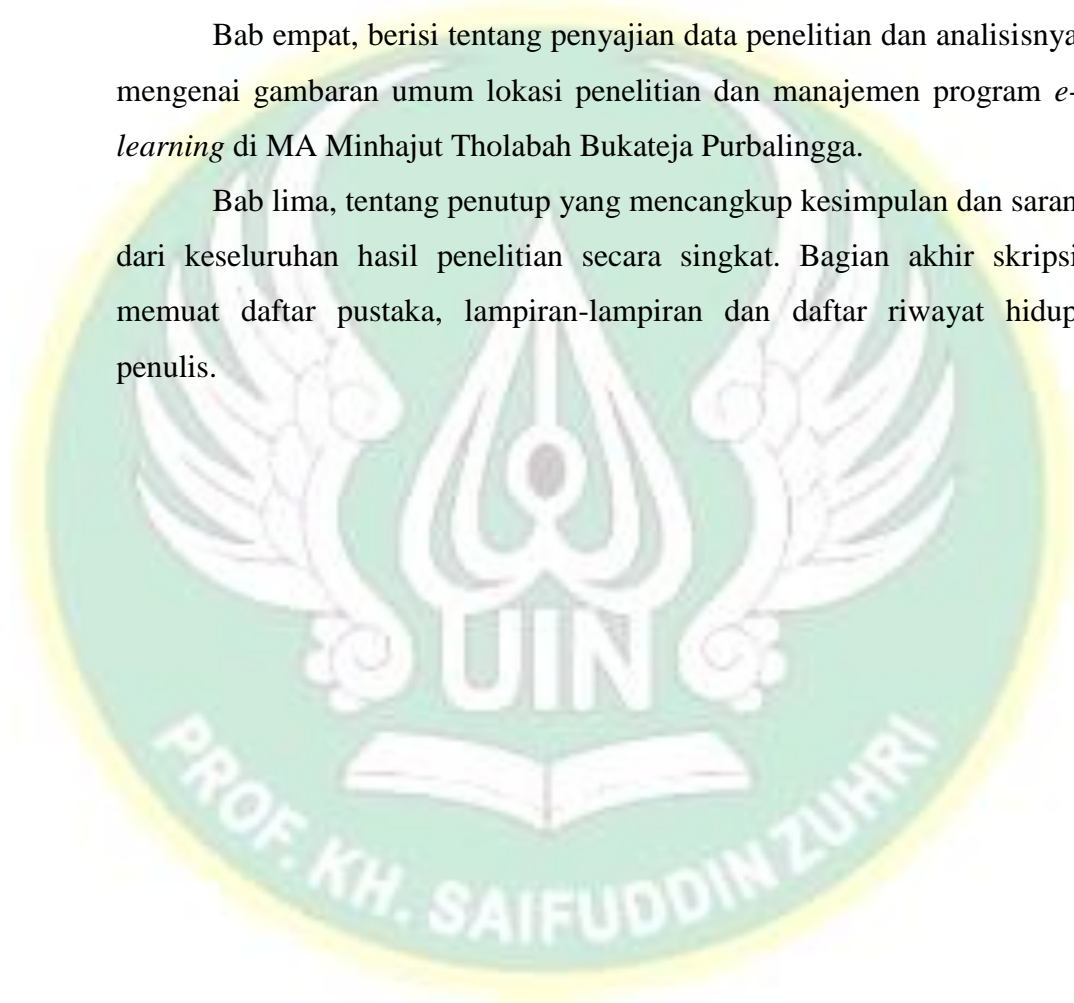 Bab empat, berisi tentang penyajian data penelitian dan analisisnya
mengenai gambaran umum lokasi penelitian dan manajemen program e-
learning di MA Minhajut Tholabah Bukateja Purbalingga.
Bab lima, tentang penutup yang mencangkup kesimpulan dan saran
dari keseluruhan hasil penelitian secara singkat. Bagian akhir skripsi
memuat daftar pustaka, lampiran-lampiran dan daftar riwayat hidup
penulis.
UIN
PROF. KH. SAIFUDDIN ZUHRI